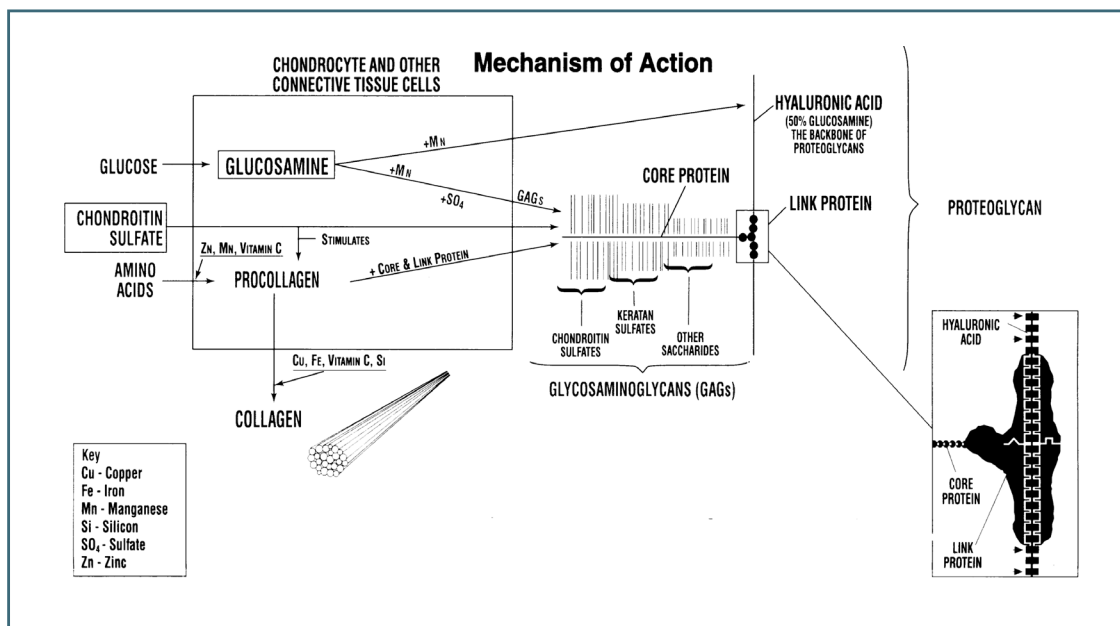 Mechanism of Action
CHONDROCYTE AND OTHER
CONNECTIVE TISSUE CELLS
GLUCOSE
GLUCOSAMINE
+MN
+MN
+SO4
GAGS
CHONDROITIN
SULFATE
STIMULATES
ZN, MN, VITAMIN C
AMINO
ACIDS
PROCOLLAGEN
+ CORE & LINK PROTEIN
CU, FE, VITAMIN C, SI
COLLAGEN
CORE PROTEIN
CHONDROITIN
SULFATES
KERATAN
SULFATES
OTHER
SACCHARIDES
GLYCOSAMINOGLYCANS (GAGs)
HYALURONIC ACID
(50% GLUCOSAMINE)
THE BACKBONE OF
PROTEOGLYCANS
LINK PROTEIN
PROTEOGLYCAN
HYALURONIC
ACID
CORE
PROTEIN
LINK
PROTEIN
Key
Cu - Copper
Fe - Iron
Mn - Manganese
Si - Silicon
SO4 - Sulfate
Zn - Zinc